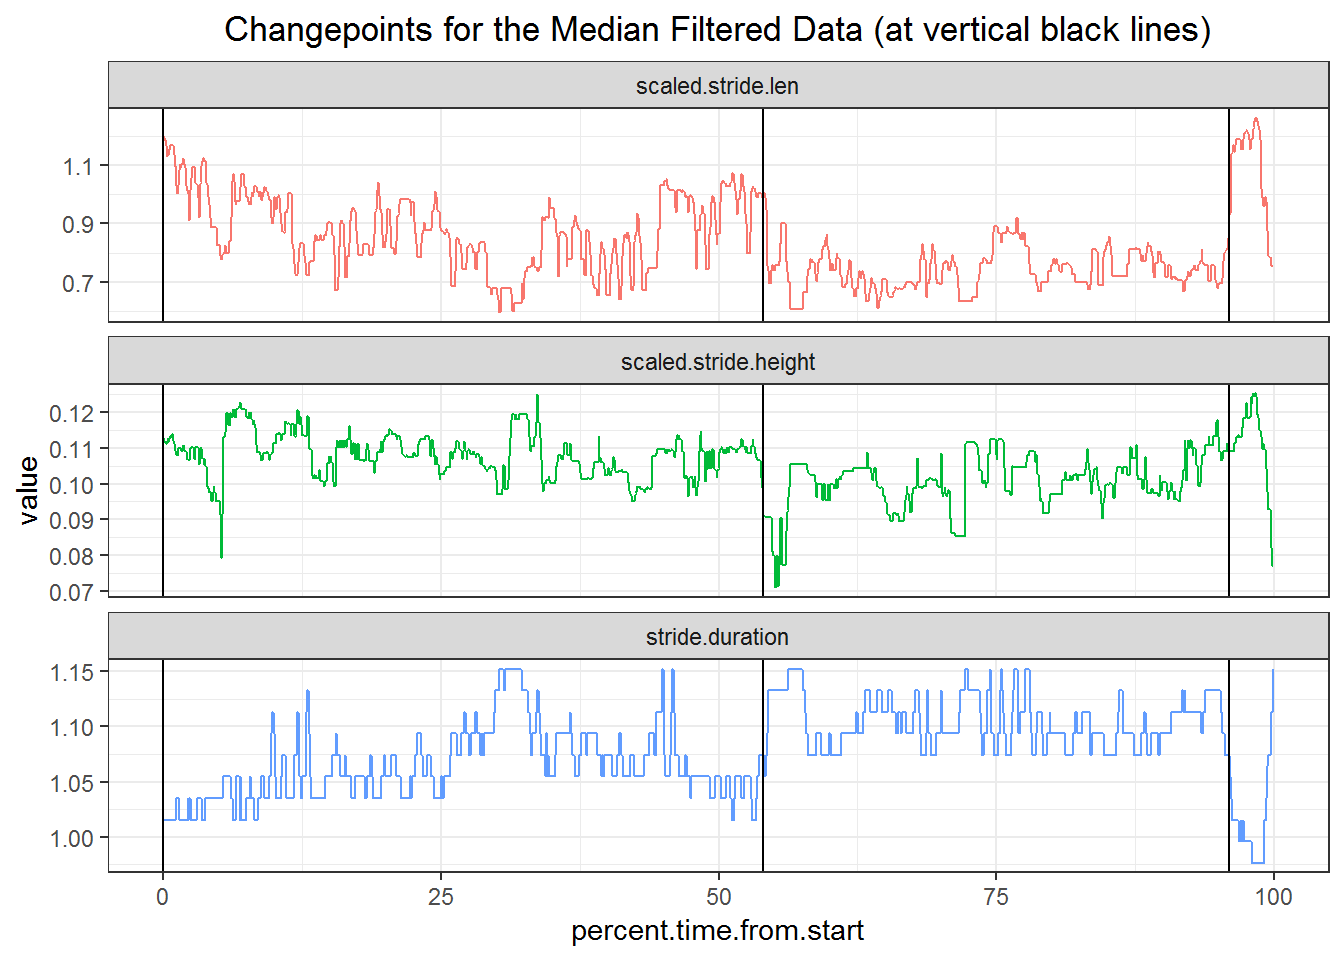 Changepoints for the Median Filtered Data (at vertical black lines)
scaled.stride.len
1.1
0.9
0.7
scaled.stride.height
0.12
0.11
0.10
0.09
0.08
0.07
value
stride.duration
1.15
1.10
1.05
1.00
0 25 50 75 100
percent.time.from.start